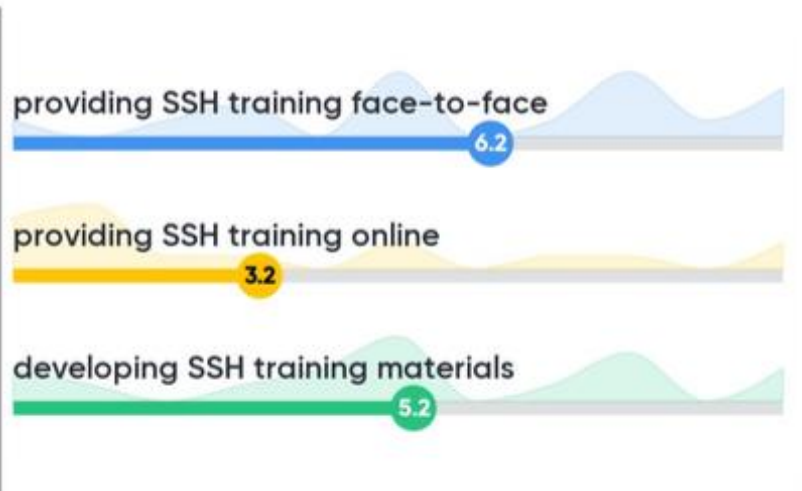 providing SSH training face-to-face
6.2
providing SSH training online
3.2
developing SSH training materials
5.2